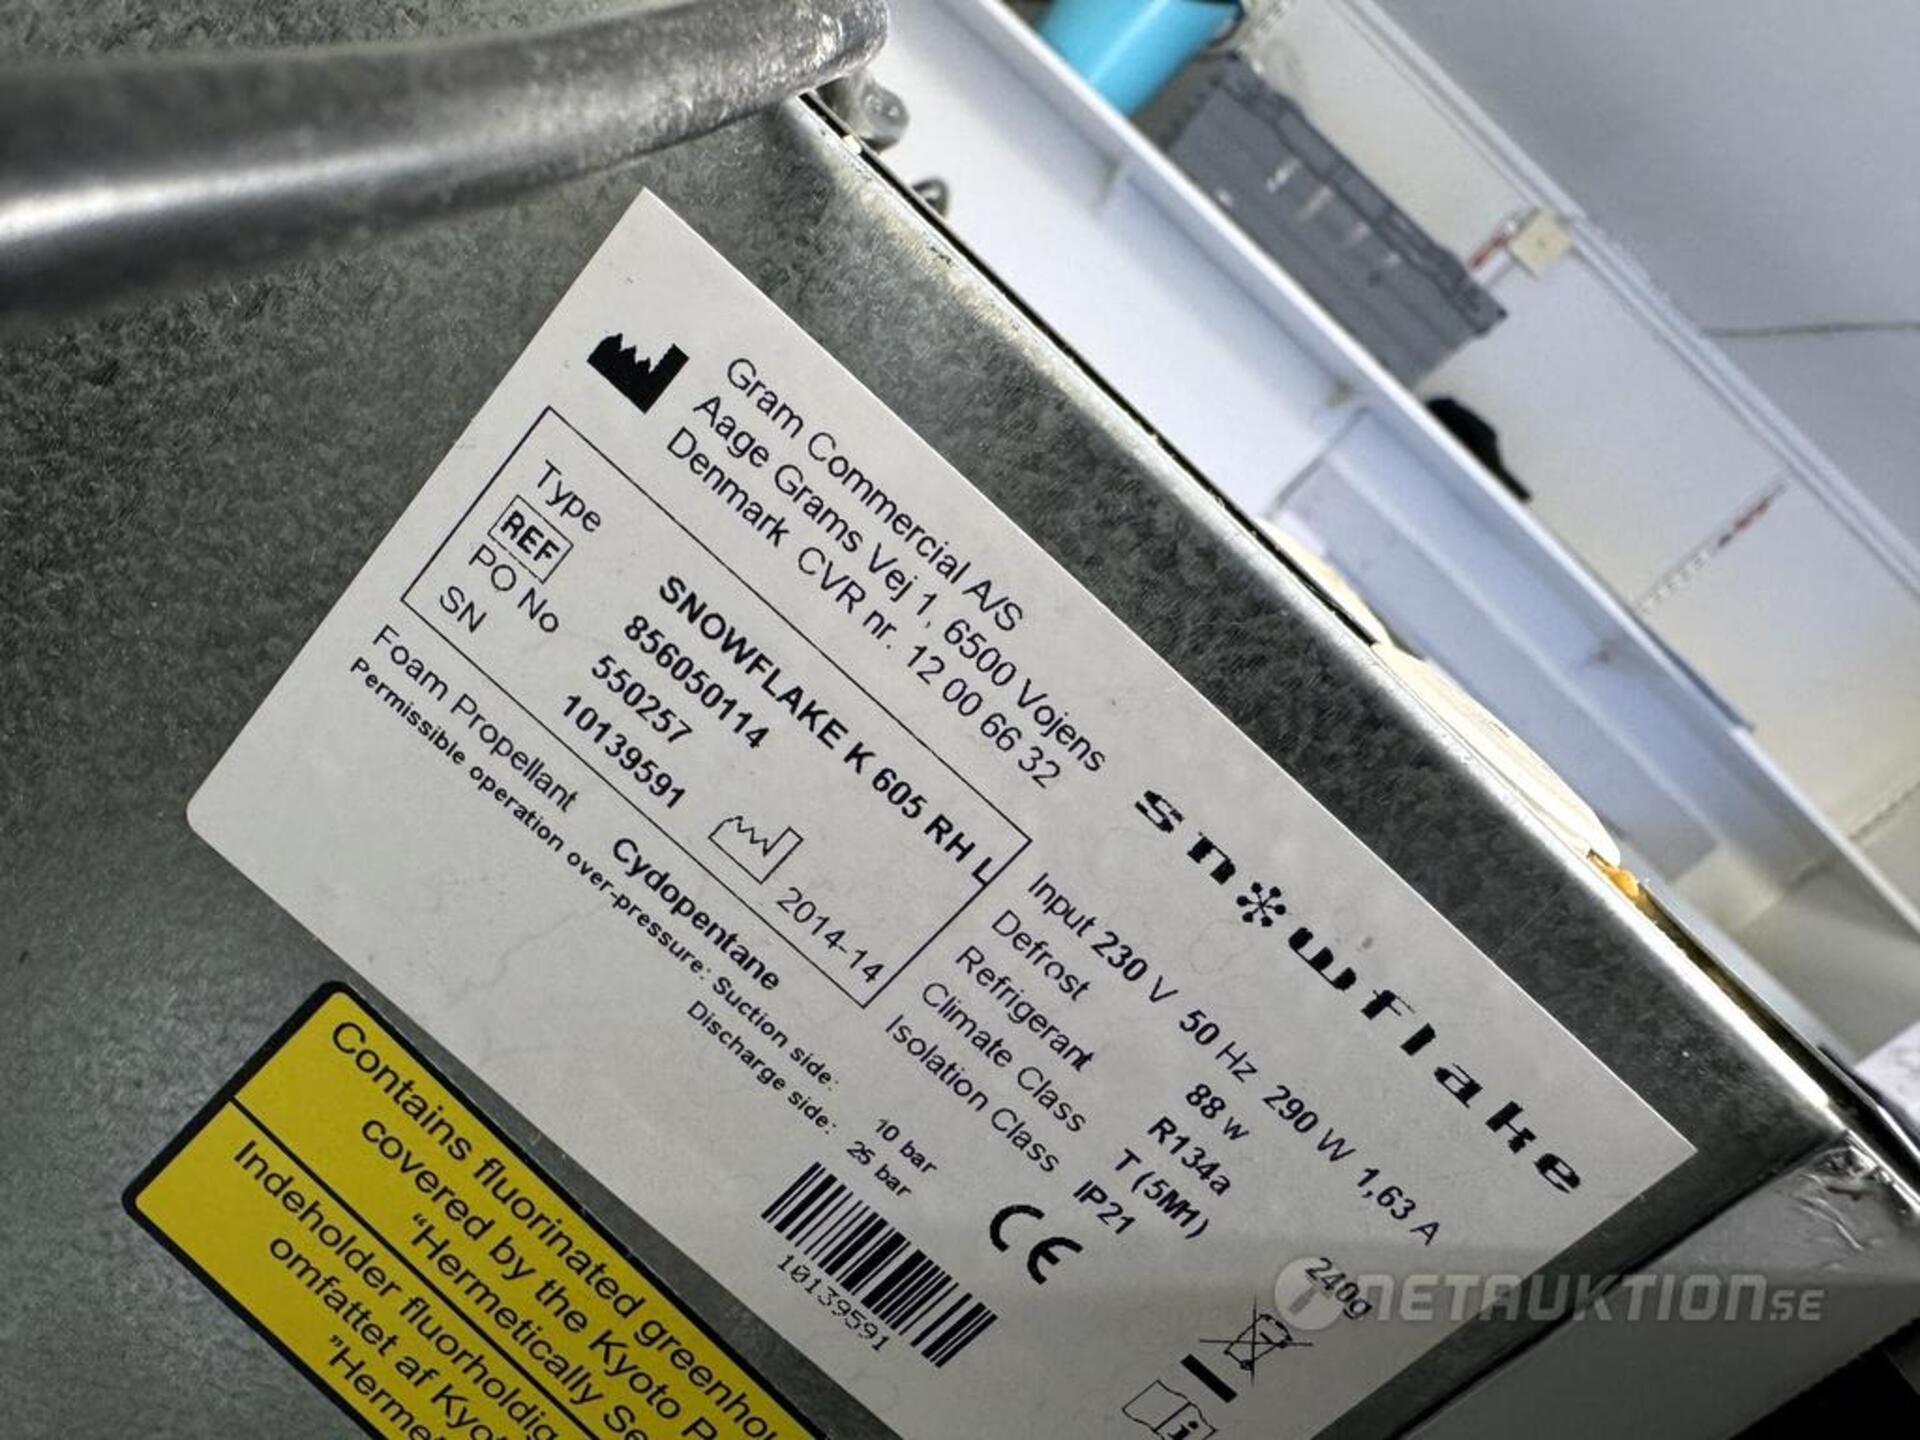 Gram Commercial A/S
Aage Grams Vej 1, 6500 Vojens
Denmark CVR nr. 12 00 66 32
snowflake
Type SNOWFLAKE K 605 RH L
REF 856050114
PO No 550257
SN 10139591 2014-14
Input 230 V 50 Hz 290 W 1,63 A
Defrost 88 W
Refrigerant R134a 240g
Climate Class T (5M1)
Isolation Class IP21
Foam Propellant Cydopentane
Permissible operation over-pressure: Suction side: 10 bar
Discharge side: 25 bar
CE
10139591
Contains fluorinated greenhou
covered by the Kyoto P
"Hermetically Se
Indeholder fluorholdig
omfattet af Kyo
"Herme
NETAUKTION.SE